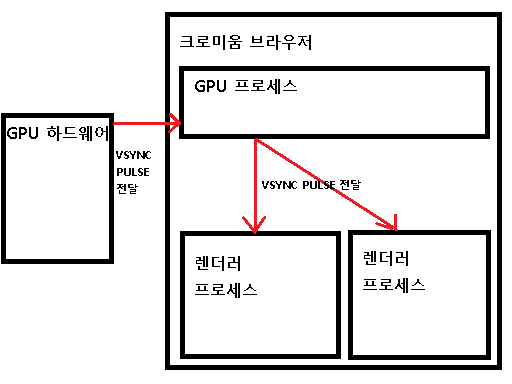 크로미움 브라우저
GPU 프로세스
GPU 하드웨어
VSYNC
PULSE
전달
VSYNC PULSE 전달
렌더러
프로세스
렌더러
프로세스